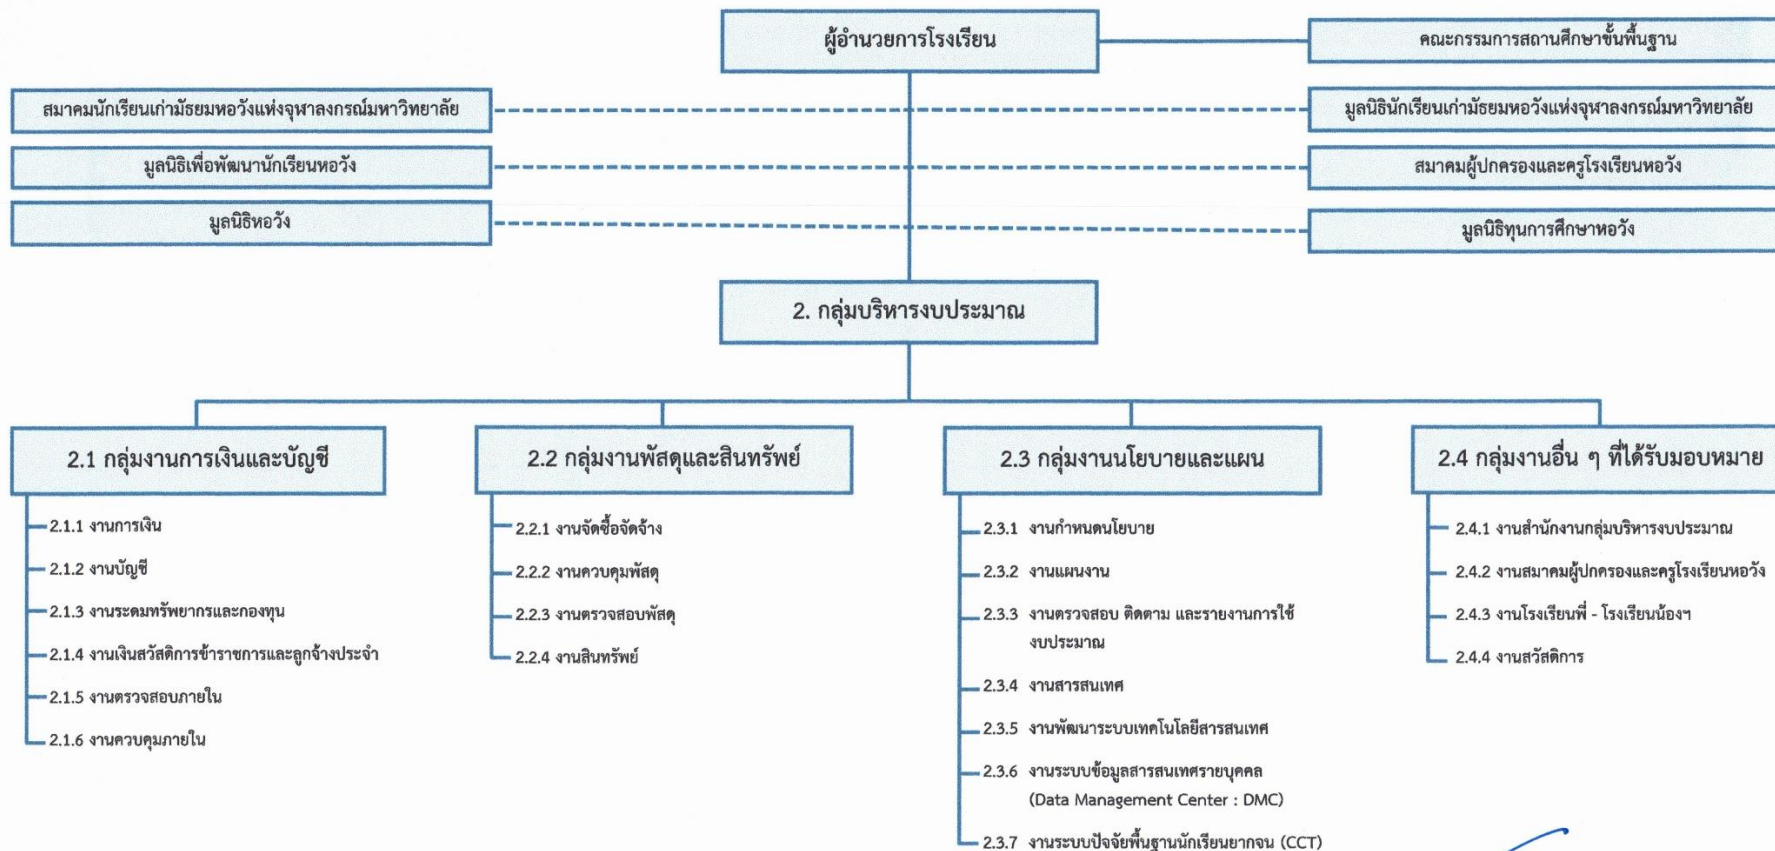 ผู้อำนวยการโรงเรียน
คณะกรรมการสถานศึกษาขั้นพื้นฐาน
สมาคมนักเรียนเก่ามัธยมหอวังแห่งจุฬาลงกรณ์มหาวิทยาลัย
มูลนิธินักเรียนเก่ามัธยมหอวังแห่งจุฬาลงกรณ์มหาวิทยาลัย
มูลนิธิเพื่อพัฒนานักเรียนหอวัง
สมาคมผู้ปกครองและครูโรงเรียนหอวัง
มูลนิธิหอวัง
มูลนิธิทุนการศึกษาหอวัง
2. กลุ่มบริหารงบประมาณ
2.1 กลุ่มงานการเงินและบัญชี
2.1.1 งานการเงิน
2.1.2 งานบัญชี
2.1.3 งานระดมทรัพยากรและกองทุน
2.1.4 งานเงินสวัสดิการข้าราชการและลูกจ้างประจำ
2.1.5 งานตรวจสอบภายใน
2.1.6 งานควบคุมภายใน
2.2 กลุ่มงานพัสดุและสินทรัพย์
2.2.1 งานจัดซื้อจัดจ้าง
2.2.2 งานควบคุมพัสดุ
2.2.3 งานตรวจสอบพัสดุ
2.2.4 งานสินทรัพย์
2.3 กลุ่มงานนโยบายและแผน
2.3.1 งานกำหนดนโยบาย
2.3.2 งานแผนงาน
2.3.3 งานตรวจสอบ ติดตาม และรายงานการใช้
งบประมาณ
2.3.4 งานสารสนเทศ
2.3.5 งานพัฒนาระบบเทคโนโลยีสารสนเทศ
2.3.6 งานระบบข้อมูลสารสนเทศรายบุคคล
(Data Management Center : DMC)
2.3.7 งานระบบปัจจัยพื้นฐานนักเรียนยากจน (CCT)
2.4 กลุ่มงานอื่น ๆ ที่ได้รับมอบหมาย
2.4.1 งานสำนักงานกลุ่มบริหารงบประมาณ
2.4.2 งานสมาคมผู้ปกครองและครูโรงเรียนหอวัง
2.4.3 งานโรงเรียนพี่ - โรงเรียนน้องฯ
2.4.4 งานสวัสดิการ